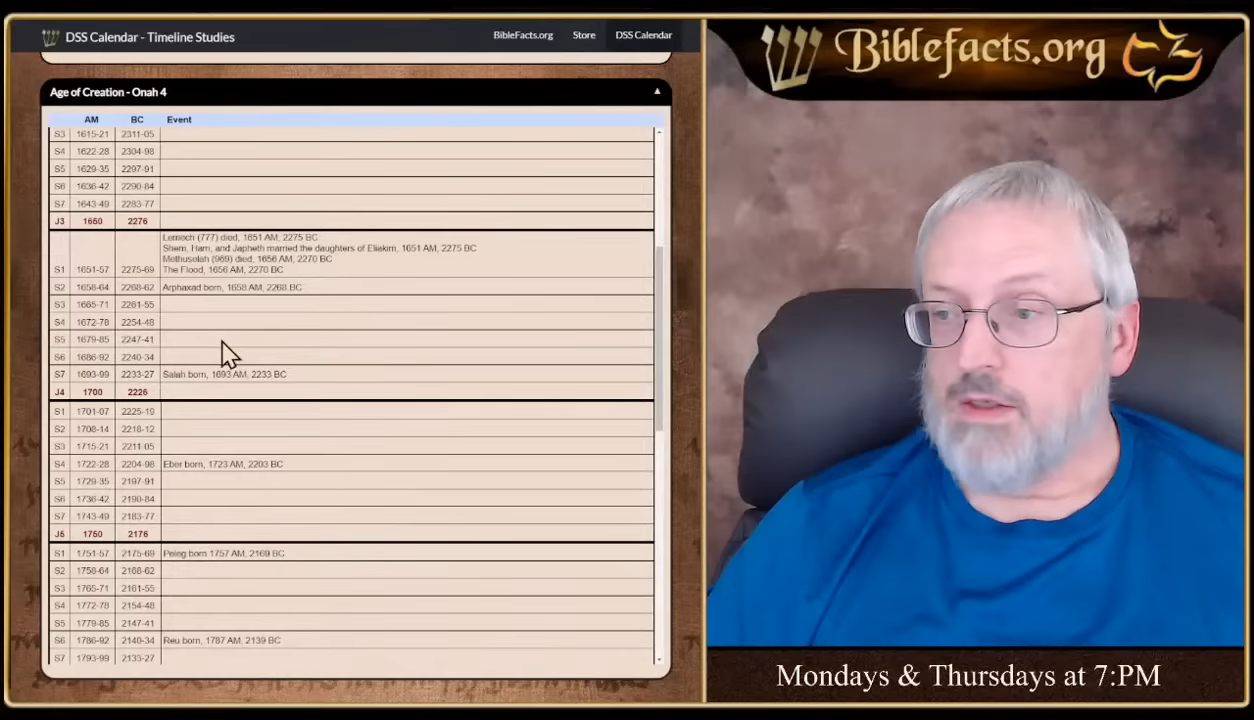 DSS Calendar - Timeline Studies
BibleFacts.org Store DSS Calendar
Age of Creation - Onah 4
AM BC Event
S3 1615-21 2311-05
S4 1622-28 2304-98
S5 1629-35 2297-91
S6 1636-42 2290-84
S7 1643-49 2283-77
J3 1650 2276
Lemech (777) died, 1651 AM, 2275 BC
Shem, Ham, and Japheth married the daughters of Eliakim, 1651 AM, 2275 BC
Methuselah (969) died, 1656 AM, 2270 BC
S1 1651-57 2275-69 The Flood, 1656 AM, 2270 BC
S2 1658-64 2268-62 Arphaxad born, 1658 AM, 2268 BC
S3 1665-71 2261-55
S4 1672-78 2254-48
S5 1679-85 2247-41
S6 1686-92 2240-34
S7 1693-99 2233-27 Salah born, 1693 AM, 2233 BC
J4 1700 2226
S1 1701-07 2225-19
S2 1708-14 2218-12
S3 1715-21 2211-05
S4 1722-28 2204-98 Eber born, 1723 AM, 2203 BC
S5 1729-35 2197-91
S6 1736-42 2190-84
S7 1743-49 2183-77
J5 1750 2176
S1 1751-57 2175-69 Peleg born 1757 AM, 2169 BC
S2 1758-64 2168-62
S3 1765-71 2161-55
S4 1772-78 2154-48
S5 1779-85 2147-41
S6 1786-92 2140-34 Reu born, 1787 AM, 2139 BC
S7 1793-99 2133-27
Biblefacts.org
Mondays & Thursdays at 7:PM